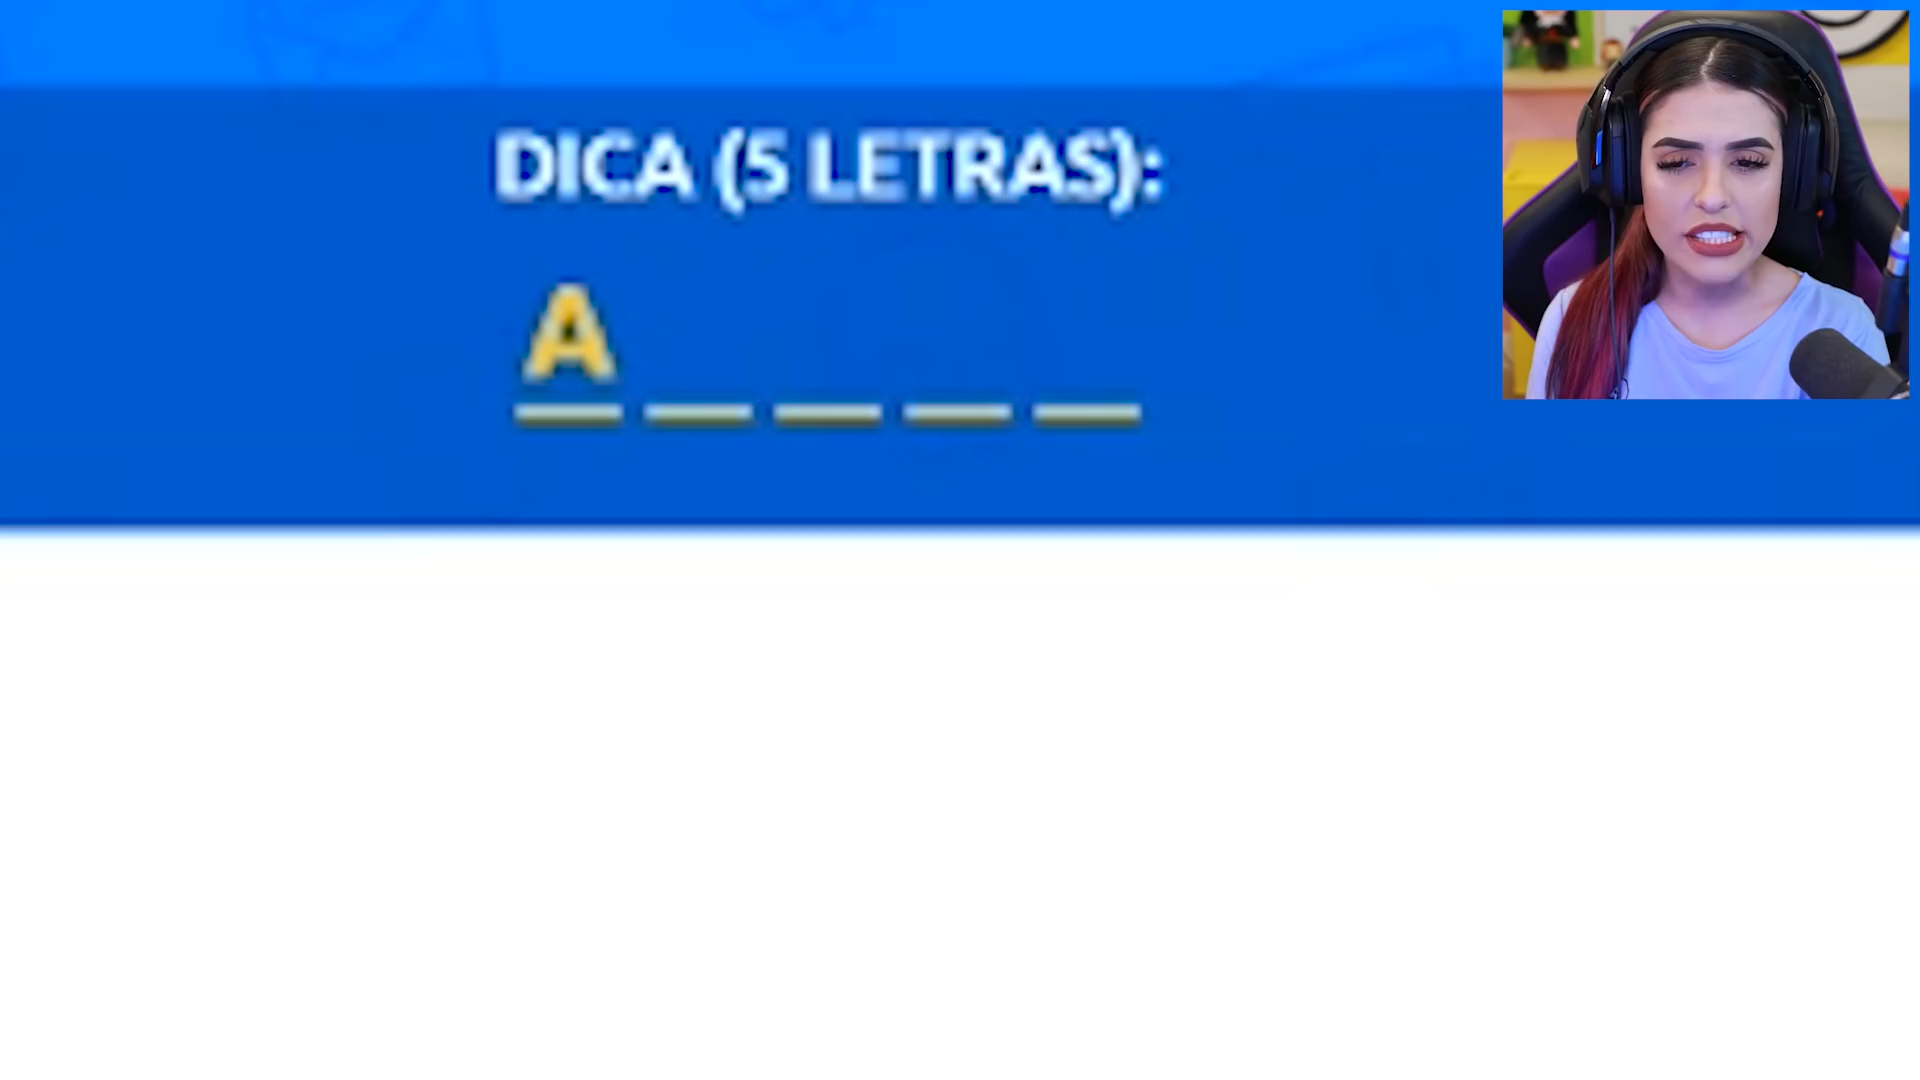 DICA (5 LETRAS):
A _ _ _ _